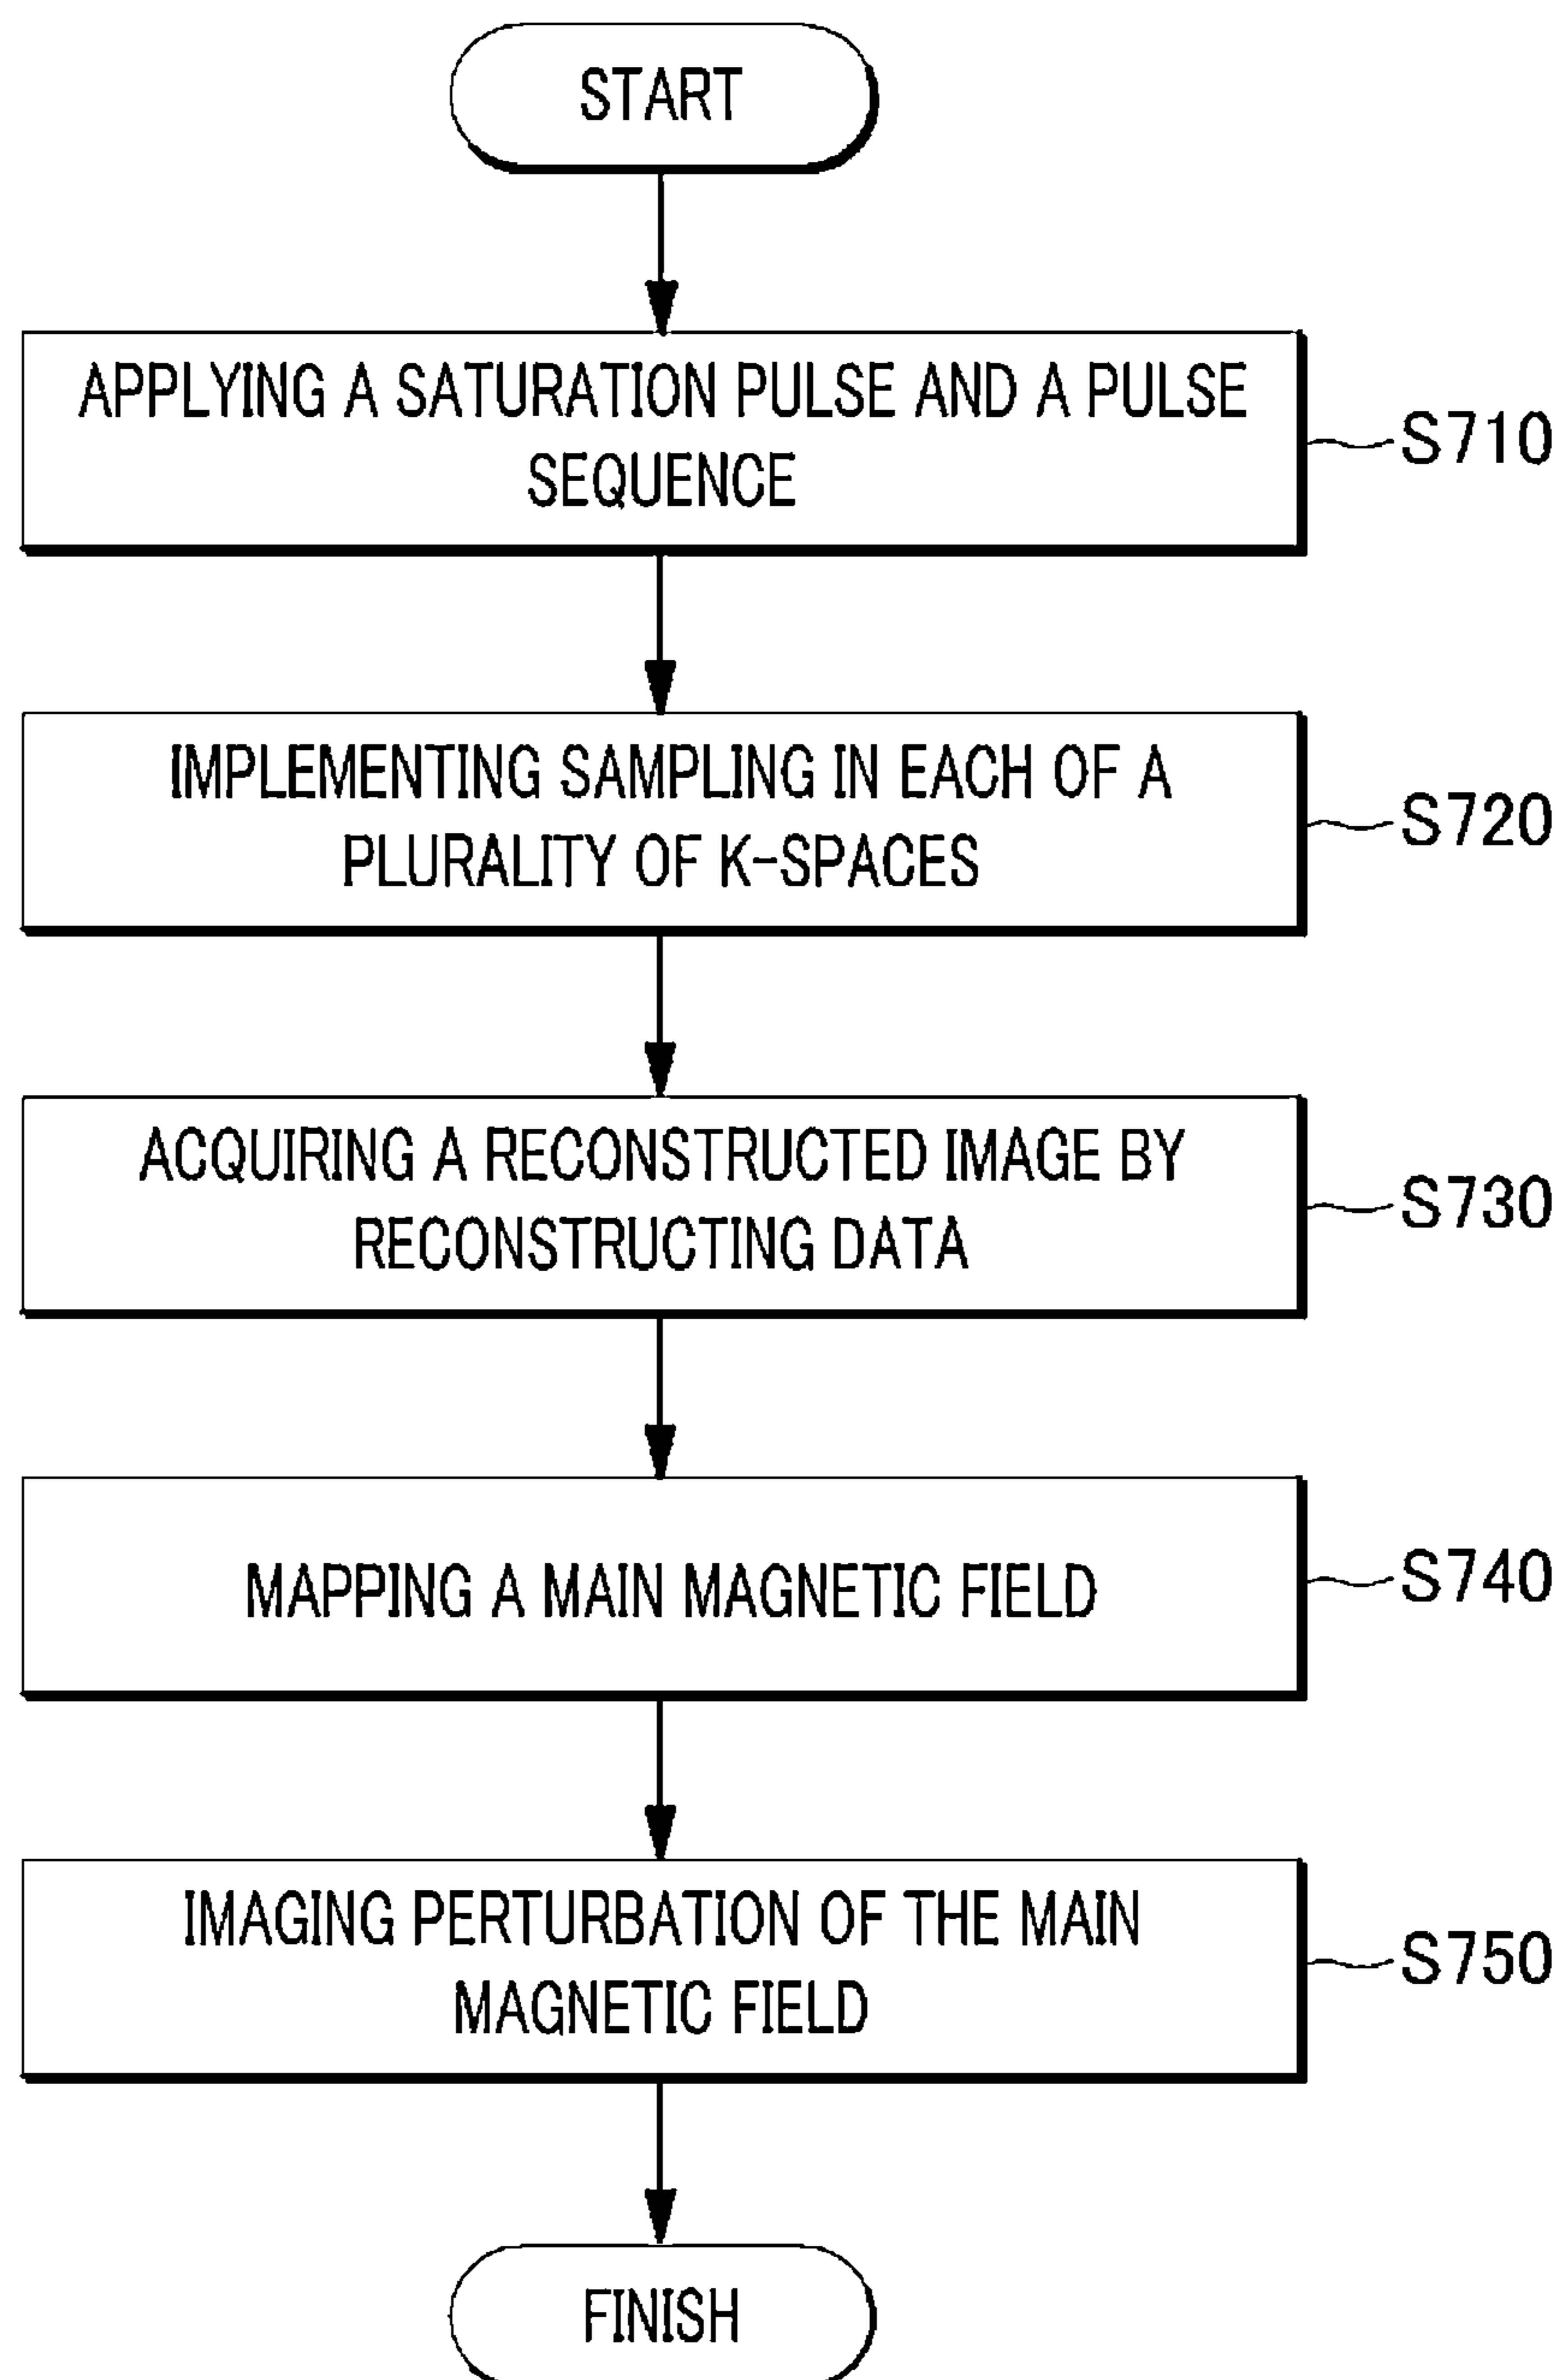 START
APPLYING A SATURATION PULSE AND A PULSE
SEQUENCE
S710
IMPLEMENTING SAMPLING IN EACH OF A
PLURALITY OF K-SPACES
S720
ACQUIRING A RECONSTRUCTED IMAGE BY
RECONSTRUCTING DATA
S730
MAPPING A MAIN MAGNETIC FIELD
S740
IMAGING PERTURBATION OF THE MAIN
MAGNETIC FIELD
S750
FINISH